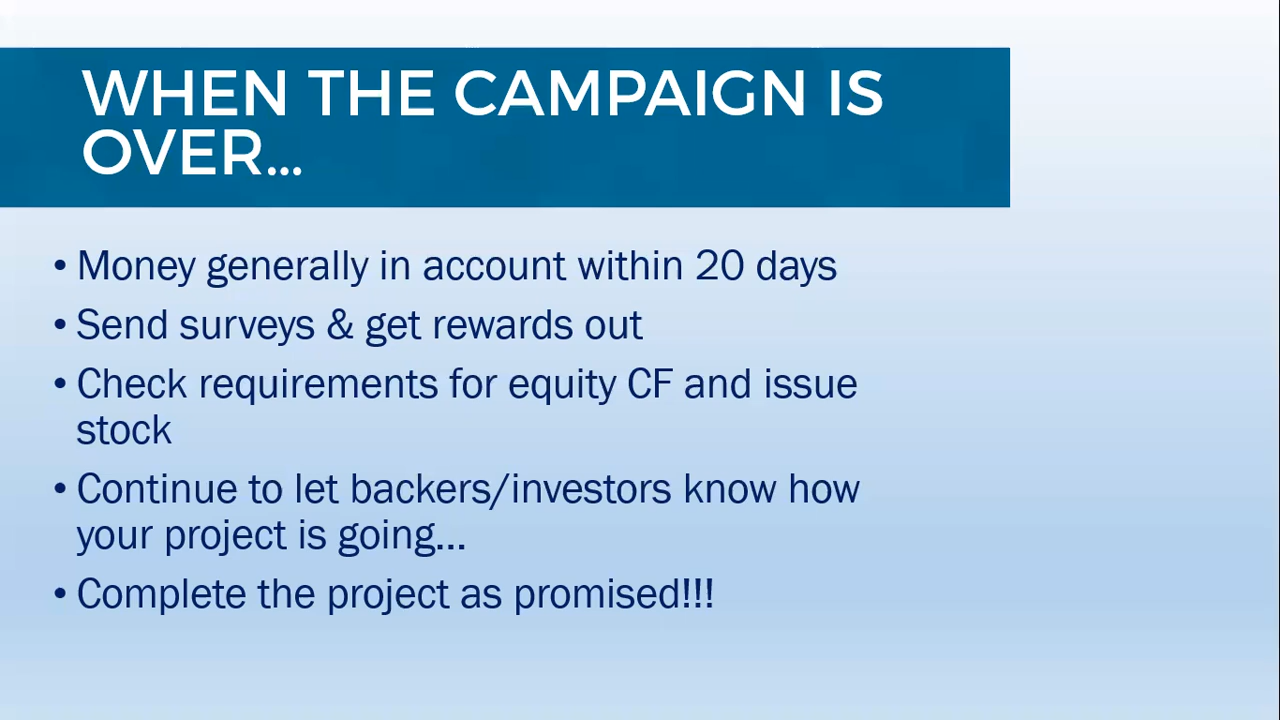 WHEN THE CAMPAIGN IS
OVER...
• Money generally in account within 20 days
• Send surveys & get rewards out
• Check requirements for equity CF and issue
stock
• Continue to let backers/investors know how
your project is going...
• Complete the project as promised!!!